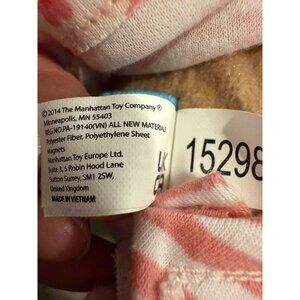 © 2014 The Manhattan Toy Company®
Minneapolis, MN 55403
REG.NO.PA-19140(VN) ALL NEW MATERIALS
Polyester Fiber, Polyethylene Sheet
Magnets
Manhattan Toy Europe Ltd.
Suite 3, 5 Robin Hood Lane
Sutton Surrey, SM1 2SW,
United Kingdom
MADE IN VIETNAM
15298